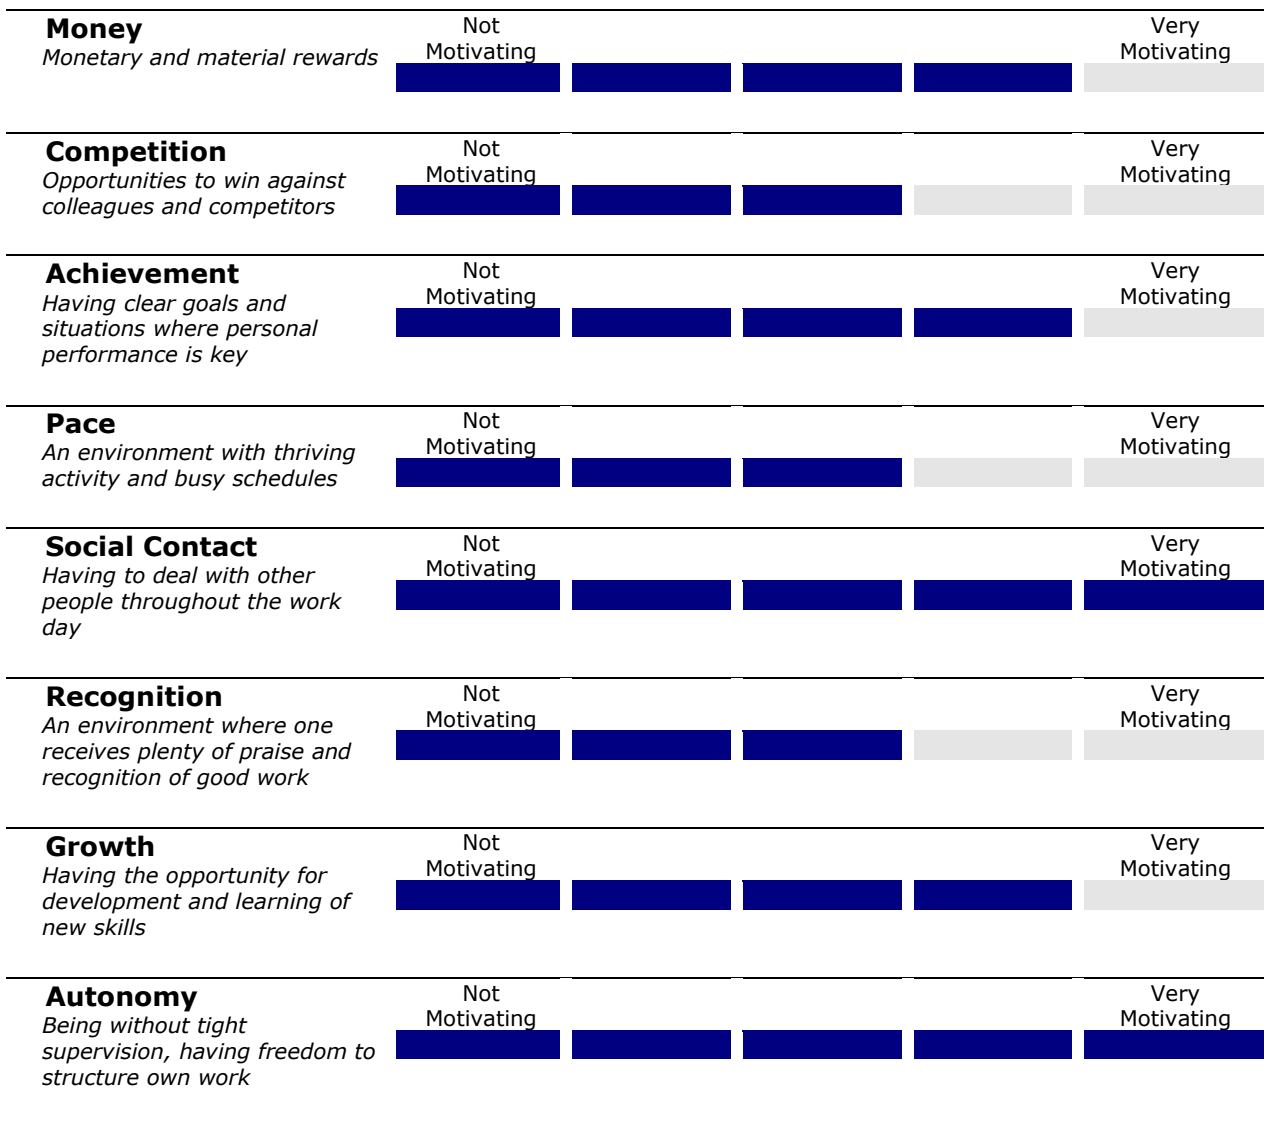 Money
Monetary and material rewards
Not
Motivating
Very
Motivating
Competition
Opportunities to win against
colleagues and competitors
Not
Motivating
Very
Motivating
Achievement
Having clear goals and
situations where personal
performance is key
Not
Motivating
Very
Motivating
Pace
An environment with thriving
activity and busy schedules
Not
Motivating
Very
Motivating
Social Contact
Having to deal with other
people throughout the work
day
Not
Motivating
Very
Motivating
Recognition
An environment where one
receives plenty of praise and
recognition of good work
Not
Motivating
Very
Motivating
Growth
Having the opportunity for
development and learning of
new skills
Not
Motivating
Very
Motivating
Autonomy
Being without tight
supervision, having freedom to
structure own work
Not
Motivating
Very
Motivating